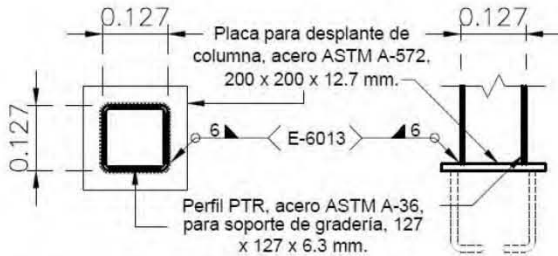 0.127
0.127
Placa para desplante de
columna, acero ASTM A-572,
200 x 200 x 12.7 mm.
0.127
6
E-6013
6
Perfil PTR, acero ASTM A-36,
para soporte de gradería, 127
x 127 x 6.3 mm.